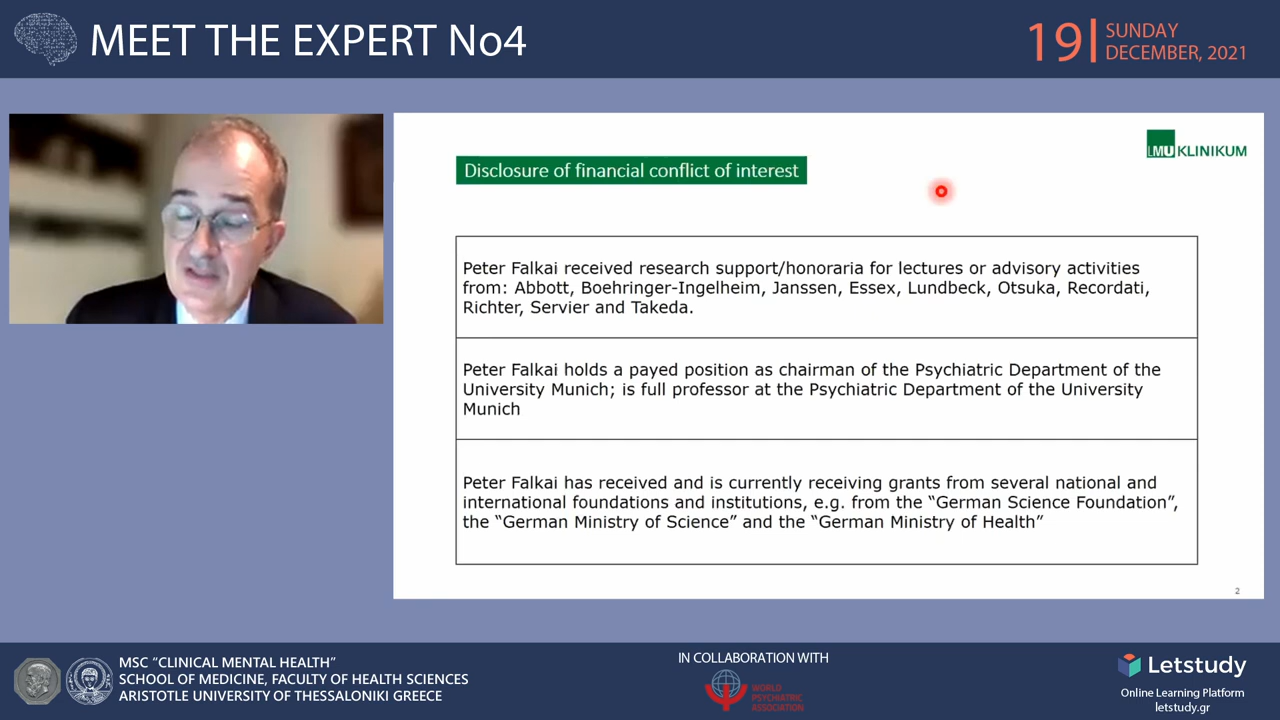 MEET THE EXPERT No4
19
SUNDAY
DECEMBER, 2021
LMU KLINIKUM
Disclosure of financial conflict of interest
Peter Falkai received research support/honoraria for lectures or advisory activities
from: Abbott, Boehringer-Ingelheim, Janssen, Essex, Lundbeck, Otsuka, Recordati,
Richter, Servier and Takeda.
Peter Falkai holds a payed position as chairman of the Psychiatric Department of the
University Munich; is full professor at the Psychiatric Department of the University
Munich
Peter Falkai has received and is currently receiving grants from several national and
international foundations and institutions, e.g. from the “German Science Foundation”,
the “German Ministry of Science” and the “German Ministry of Health”
2
MSC “CLINICAL MENTAL HEALTH”
SCHOOL OF MEDICINE, FACULTY OF HEALTH SCIENCES
ARISTOTLE UNIVERSITY OF THESSALONIKI GREECE
IN COLLABORATION WITH
WORLD
PSYCHIATRIC
ASSOCIATION
Letstudy
Online Learning Platform
letstudy.gr